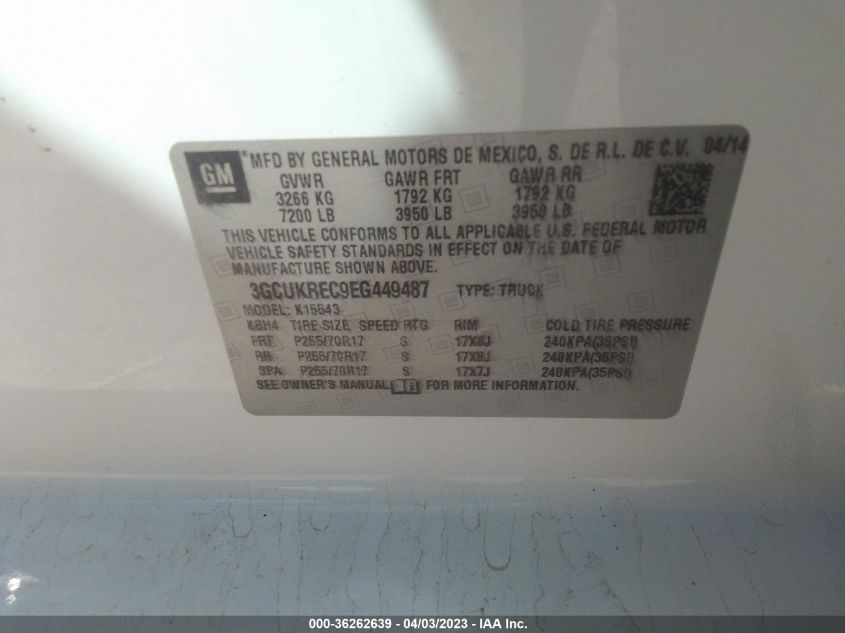 GM
MFD BY GENERAL MOTORS DE MEXICO, S. DE R.L. DE C.V. 04/14
GVWR GAWR FRT GAWR RR
3266 KG 1792 KG 1792 KG
7200 LB 3950 LB 3950 LB
THIS VEHICLE CONFORMS TO ALL APPLICABLE U.S. FEDERAL MOTOR
VEHICLE SAFETY STANDARDS IN EFFECT ON THE DATE OF
MANUFACTURE SHOWN ABOVE.
3GCUKREC9EG449487 TYPE: TRUCK
MODEL: K15543
KBH4 TIRE SIZE SPEED RTG RIM COLD TIRE PRESSURE
FRT P255/70R17 S 17X8J 240KPA(35PSI)
RR P255/70R17 S 17X8J 240KPA(35PSI)
SPA P255/70R17 S 17X7J 240KPA(35PSI)
SEE OWNER'S MANUAL FOR MORE INFORMATION.
000-36262639 - 04/03/2023 - IAA Inc.